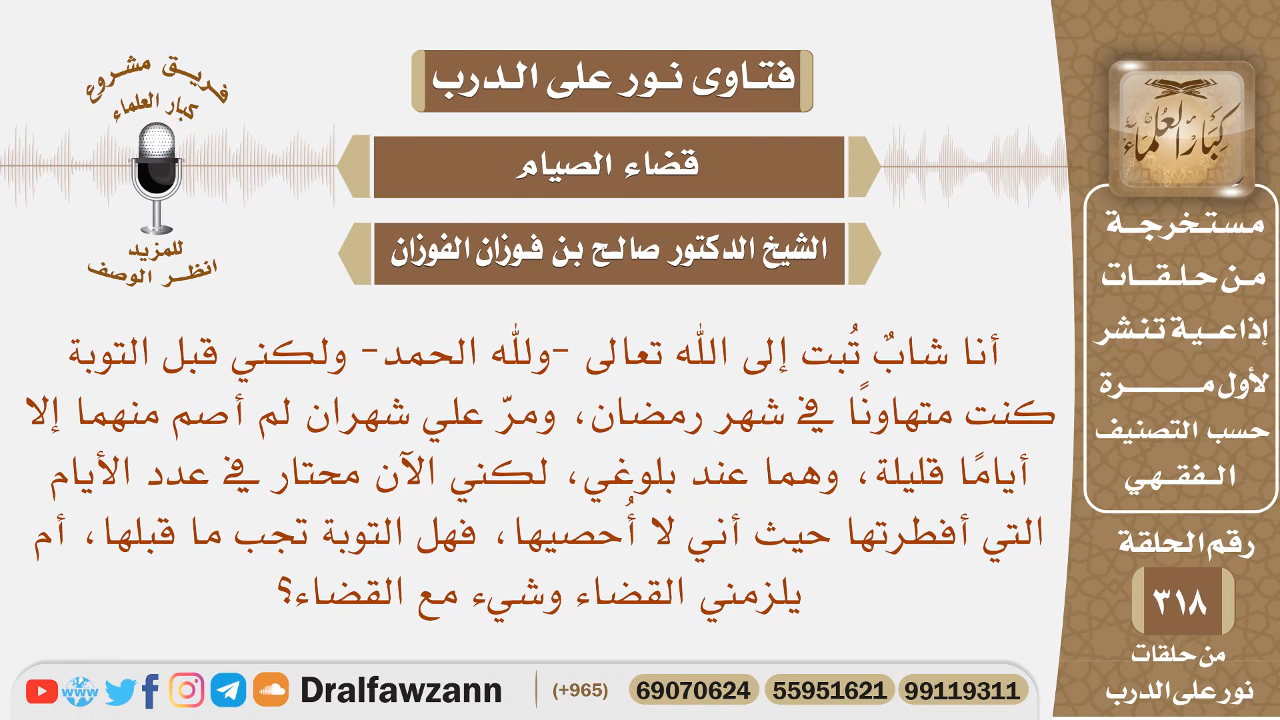 فريق مشروع
كبار العلماء
للمزيد
انظر الوصف
فتاوى نور على الدرب
قضاء الصيام
الشيخ الدكتور صالح بن فوزان الفوزان
أنا شابٌ تُبت إلى الله تعالى -ولله الحمد- ولكني قبل التوبة
كنت متهاونًا في شهر رمضان، ومرّ علي شهران لم أصم منهما إلا
أيامًا قليلة، وهما عند بلوغي، لكني الآن محتار في عدد الأيام
التي أفطرتها حيث أني لا أُحصيها، فهل التوبة تجب ما قبلها، أم
يلزمني القضاء وشيء مع القضاء؟
كبار العلماء
مستخرجة
من حلقات
إذاعية تنشر
لأول مرة
حسب التصنيف
الفقهي
رقم الحلقة
٣١٨
من حلقات
نور على الدرب
www Dralfawzann (+965) 69070624 55951621 99119311